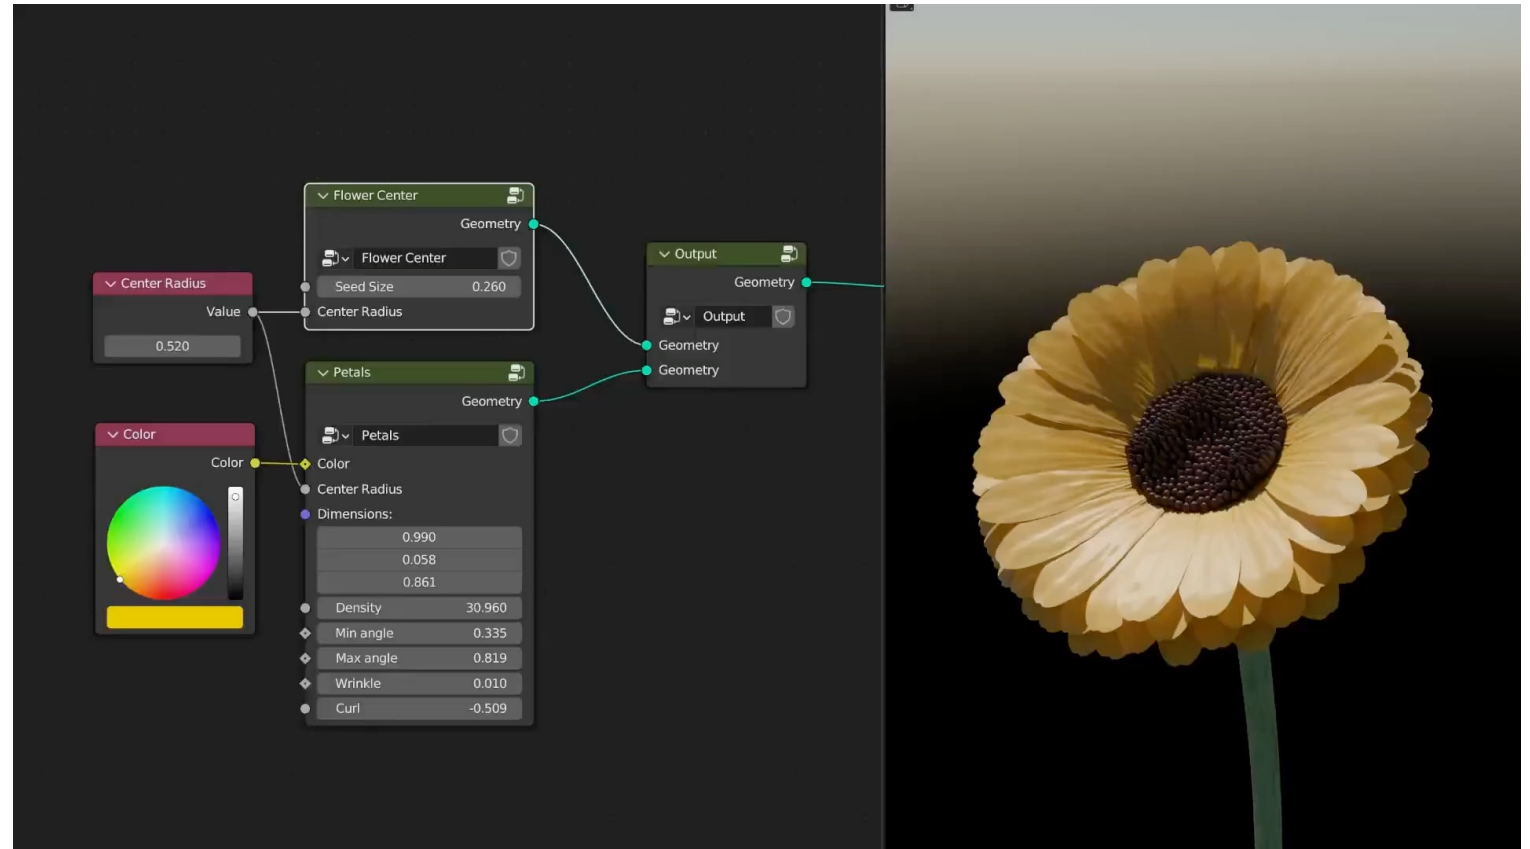 Flower Center
Geometry
Flower Center
Seed Size 0.260
Center Radius
Center Radius
Value
0.520
Output
Geometry
Output
Geometry
Geometry
Petals
Geometry
Petals
Color
Center Radius
Dimensions:
0.990
0.058
0.861
Density 30.960
Min angle 0.335
Max angle 0.819
Wrinkle 0.010
Curl -0.509
Color
Color